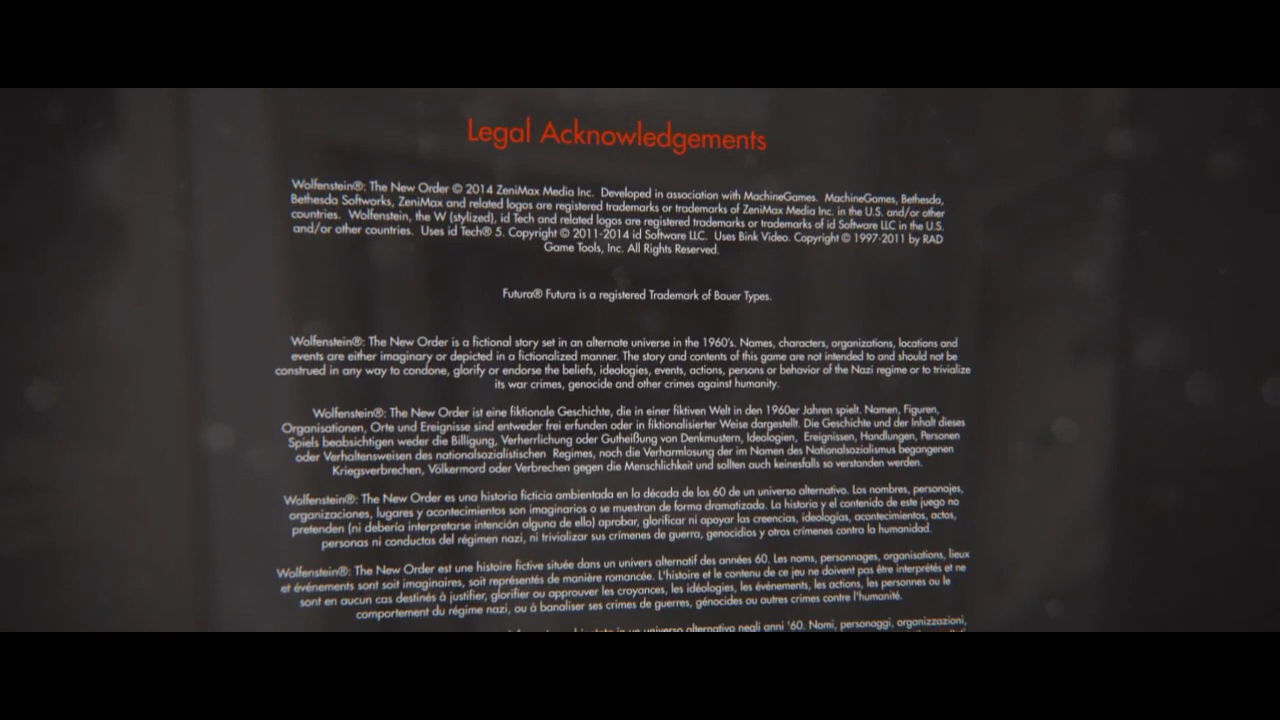 Legal Acknowledgements
Wolfenstein®: The New Order © 2014 ZeniMax Media Inc.  Developed in association with MachineGames.  MachineGames, Bethesda,
Bethesda Softworks, ZeniMax and related logos are registered trademarks or trademarks of ZeniMax Media Inc. in the U.S. and/or other
countries.  Wolfenstein, the W (stylized), id Tech and related logos are registered trademarks or trademarks of id Software LLC in the U.S.
and/or other countries.  Uses id Tech® 5. Copyright © 2011-2014 id Software LLC.  Uses Bink Video. Copyright © 1997-2011 by RAD
Game Tools, Inc. All Rights Reserved.
Futura® Futura is a registered Trademark of Bauer Types.
Wolfenstein®: The New Order is a fictional story set in an alternate universe in the 1960's. Names, characters, organizations, locations and
events are either imaginary or depicted in a fictionalized manner. The story and contents of this game are not intended to and should not be
construed in any way to condone, glorify or endorse the beliefs, ideologies, events, actions, persons or behavior of the Nazi regime or to trivialize
its war crimes, genocide and other crimes against humanity.
Wolfenstein®: The New Order ist eine fiktionale Geschichte, die in einer fiktiven Welt in den 1960er Jahren spielt. Namen, Figuren,
Organisationen, Orte und Ereignisse sind entweder frei erfunden oder in fiktionalisierter Weise dargestellt. Die Geschichte und der Inhalt dieses
Spiels beabsichtigen weder die Billigung, Verherrlichung oder Gutheißung von Denkmustern, Ideologien,  Ereignissen, Handlungen, Personen
oder Verhaltensweisen des nationalsozialistischen  Regimes, noch die Verharmlosung der im Namen des Nationalsozialismus begangenen
Kriegsverbrechen, Völkermord oder Verbrechen gegen die Menschlichkeit und sollten auch keinesfalls so verstanden werden.
Wolfenstein®: The New Order es una historia ficticia ambientada en la década de los 60 de un universo alternativo. Los nombres, personajes,
organizaciones, lugares y acontecimientos son imaginarios o se muestran de forma dramatizada. La historia y el contenido de este juego no
pretenden (ni debería interpretarse intención alguna de ello) aprobar, glorificar ni apoyar las creencias, ideologías, acontecimientos, actos,
personas ni conductas del régimen nazi, ni trivializar sus crímenes de guerra, genocidios y otros crímenes contra la humanidad.
Wolfenstein®: The New Order est une histoire fictive située dans un univers alternatif des années 60. Les noms, personnages, organisations, lieux
et événements sont soit imaginaires, soit représentés de manière romancée. L'histoire et le contenu de ce jeu ne doivent pas être interprétés et ne
sont en aucun cas destinés à justifier, glorifier ou approuver les croyances, les idéologies, les événements, les actions, les personnes ou le
comportement du régime nazi, ou à banaliser ses crimes de guerres, génocides ou autres crimes contre l'humanité.
universo alternativo negli anni '60. Nomi, personaggi, organizzazioni,